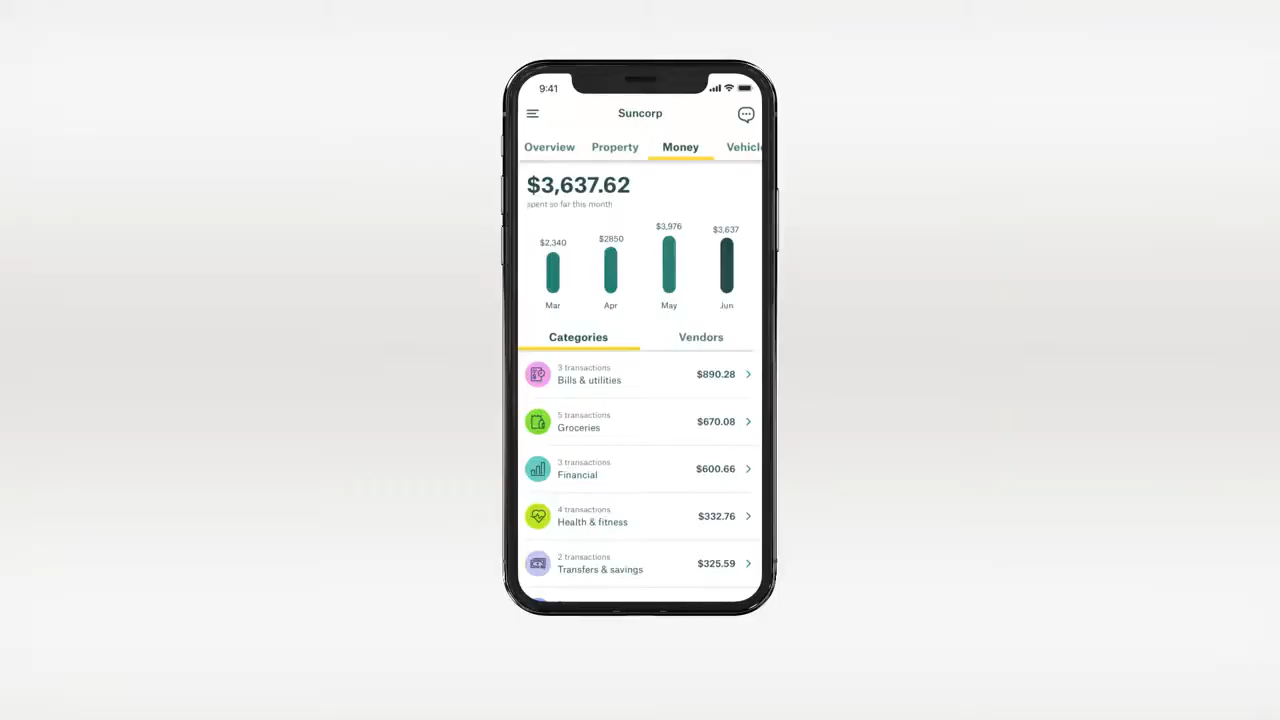 9:41
Suncorp
Overview Property Money Vehicle
$3,637.62
spent so far this month
$2,340 $2850 $3,976 $3,637
Mar Apr May Jun
Categories Vendors
3 transactions
Bills & utilities $890.28
5 transactions
Groceries $670.08
3 transactions
Financial $600.66
4 transactions
Health & fitness $332.76
2 transactions
Transfers & savings $325.59